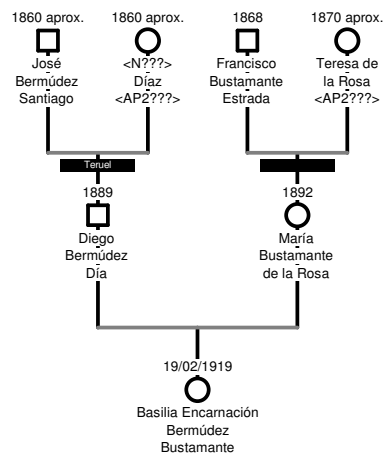 1860 aprox.
1860 aprox.
1868
1870 aprox.
José
Bermúdez
Santiago
<N???>
Díaz
<AP2???>
Francisco
Bustamante
Estrada
Teresa de
la Rosa
<AP2???>
Teruel
1889
1892
Diego
Bermúdez
Día
María
Bustamante
de la Rosa
19/02/1919
Basilia Encarnación
Bermúdez
Bustamante